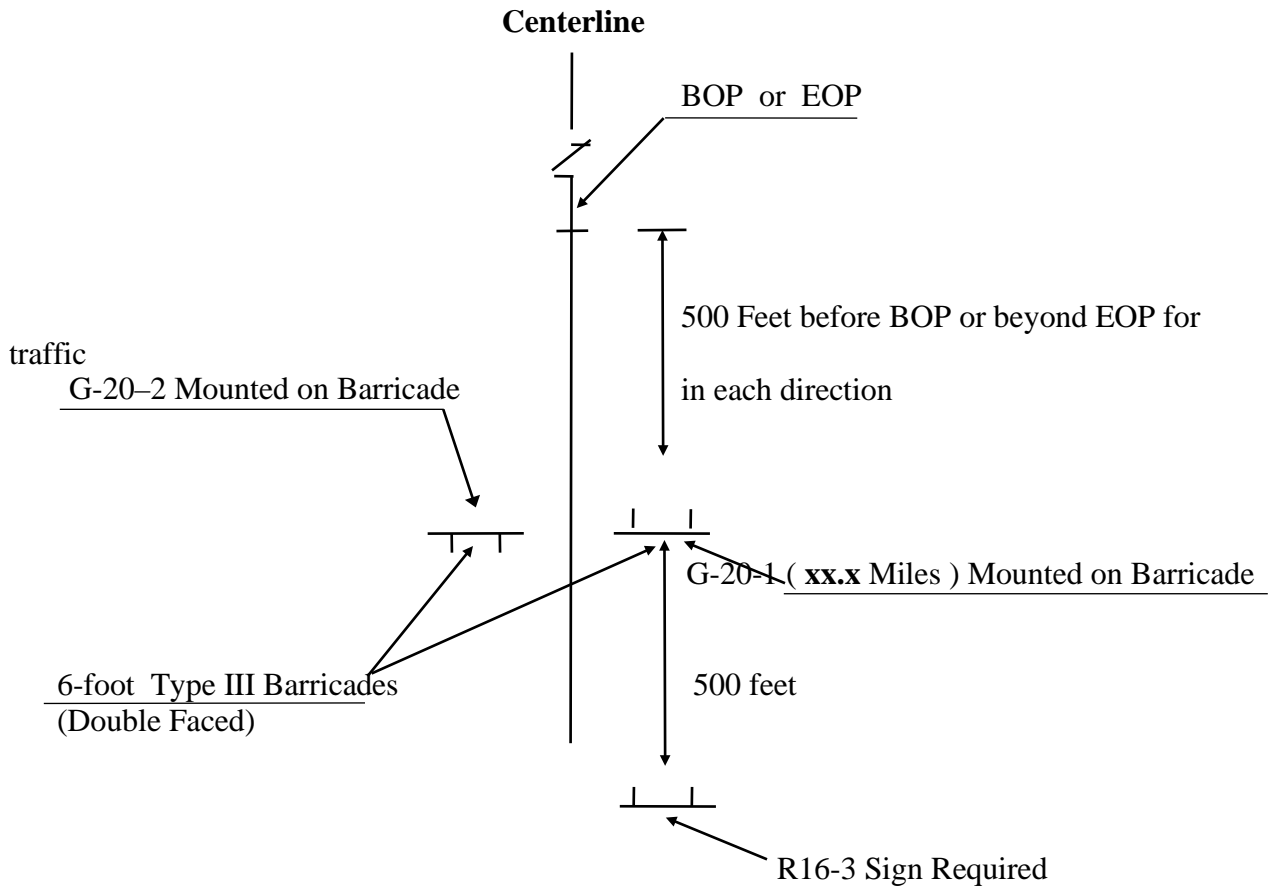 Centerline
BOP or EOP
500 Feet before BOP or beyond EOP for
traffic
in each direction
G-20–2 Mounted on Barricade
G-20-1 ( xx.x Miles ) Mounted on Barricade
6-foot Type III Barricades
(Double Faced)
500 feet
R16-3 Sign Required